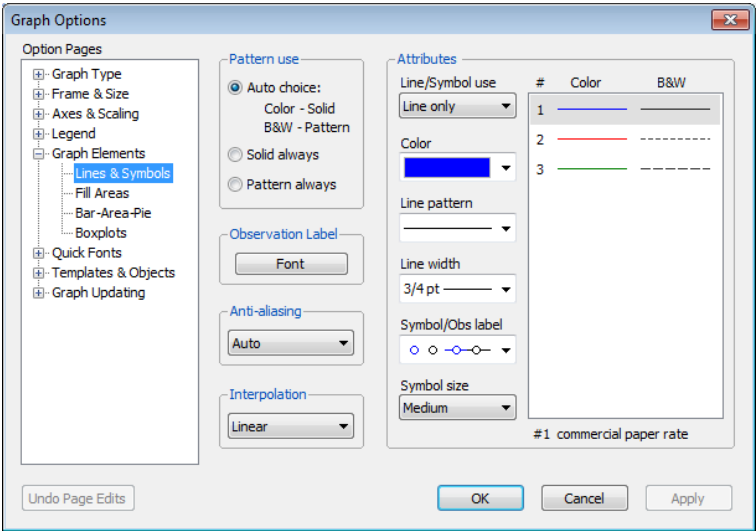 Graph Options
Option Pages
Graph Type
Frame & Size
Axes & Scaling
Legend
Graph Elements
Lines & Symbols
Fill Areas
Bar-Area-Pie
Boxplots
Quick Fonts
Templates & Objects
Graph Updating
Pattern use
Auto choice:
Color - Solid
B&W - Pattern
Solid always
Pattern always
Observation Label
Font
Anti-aliasing
Auto
Interpolation
Linear
Attributes
Line/Symbol use
Line only
Color
Line pattern
Line width
3/4 pt
Symbol/Obs label
Symbol size
Medium
# Color B&W
1
2
3
#1 commercial paper rate
Undo Page Edits
OK
Cancel
Apply